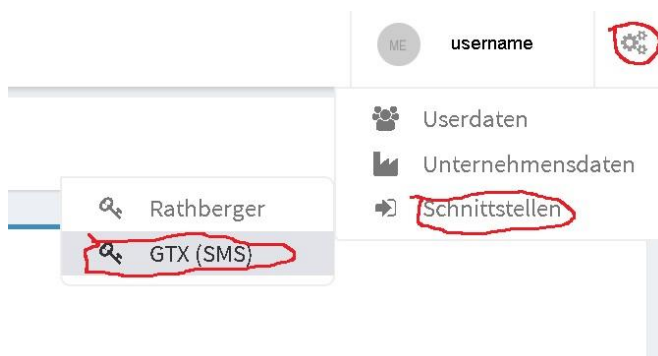 ME username
Userdaten
Unternehmensdaten
Schnittstellen
Rathberger
GTX (SMS)